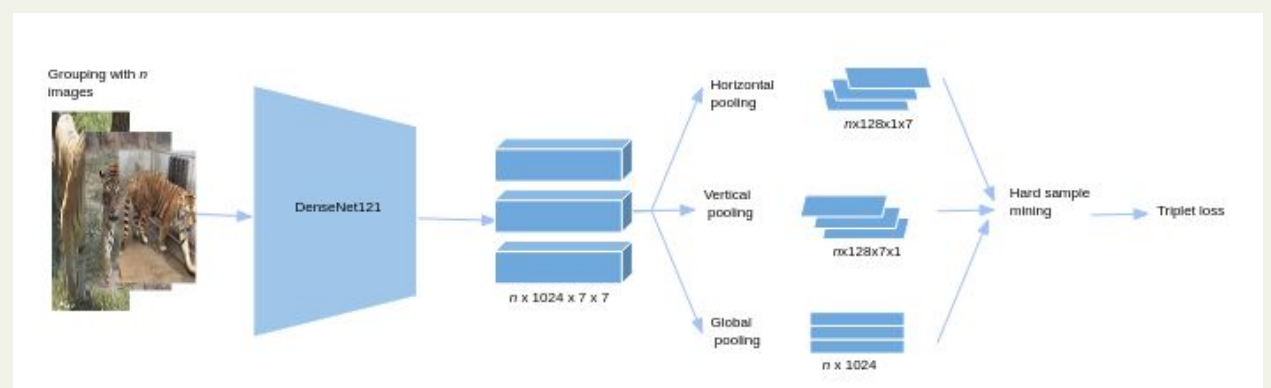 Grouping with n
images
DenseNet121
n x 1024 x 7 x 7
Horizontal
pooling
nx128x1x7
Vertical
pooling
nx128x7x1
Global
pooling
n x 1024
Hard sample
mining
Triplet loss